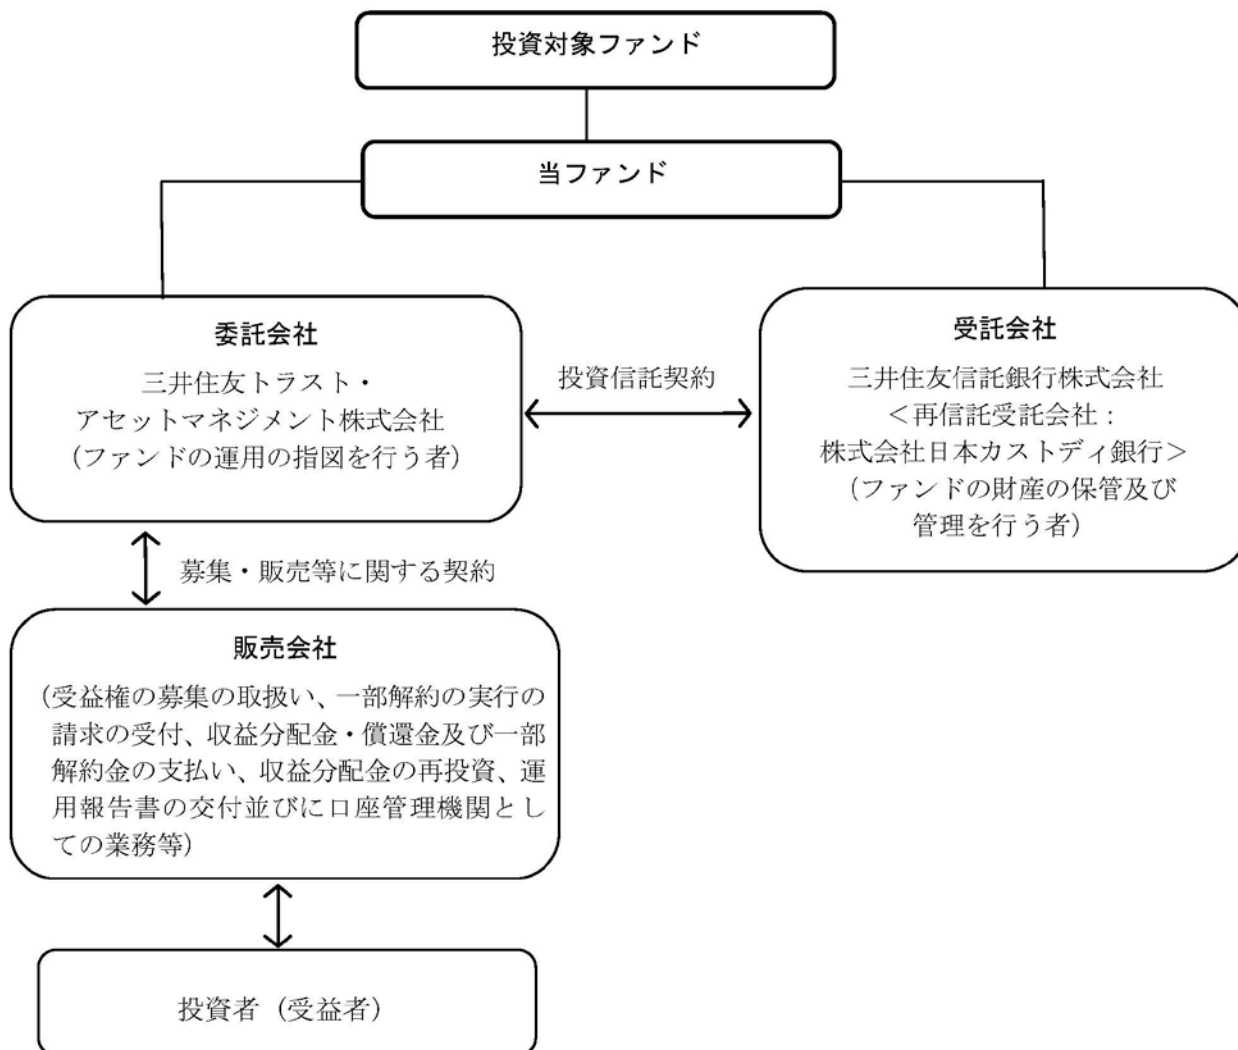 投資対象ファンド
当ファンド
委託会社
三井住友トラスト・
アセットマネジメント株式会社
（ファンドの運用の指図を行う者）
投資信託契約
受託会社
三井住友信託銀行株式会社
＜再信託受託会社：
株式会社日本カストディ銀行＞
（ファンドの財産の保管及び
管理を行う者）
募集・販売等に関する契約
販売会社
（受益権の募集の取扱い、一部解約の実行の
請求の受付、収益分配金・償還金及び一部
解約金の支払い、収益分配金の再投資、運
用報告書の交付並びに口座管理機関とし
ての業務等）
投資者（受益者）